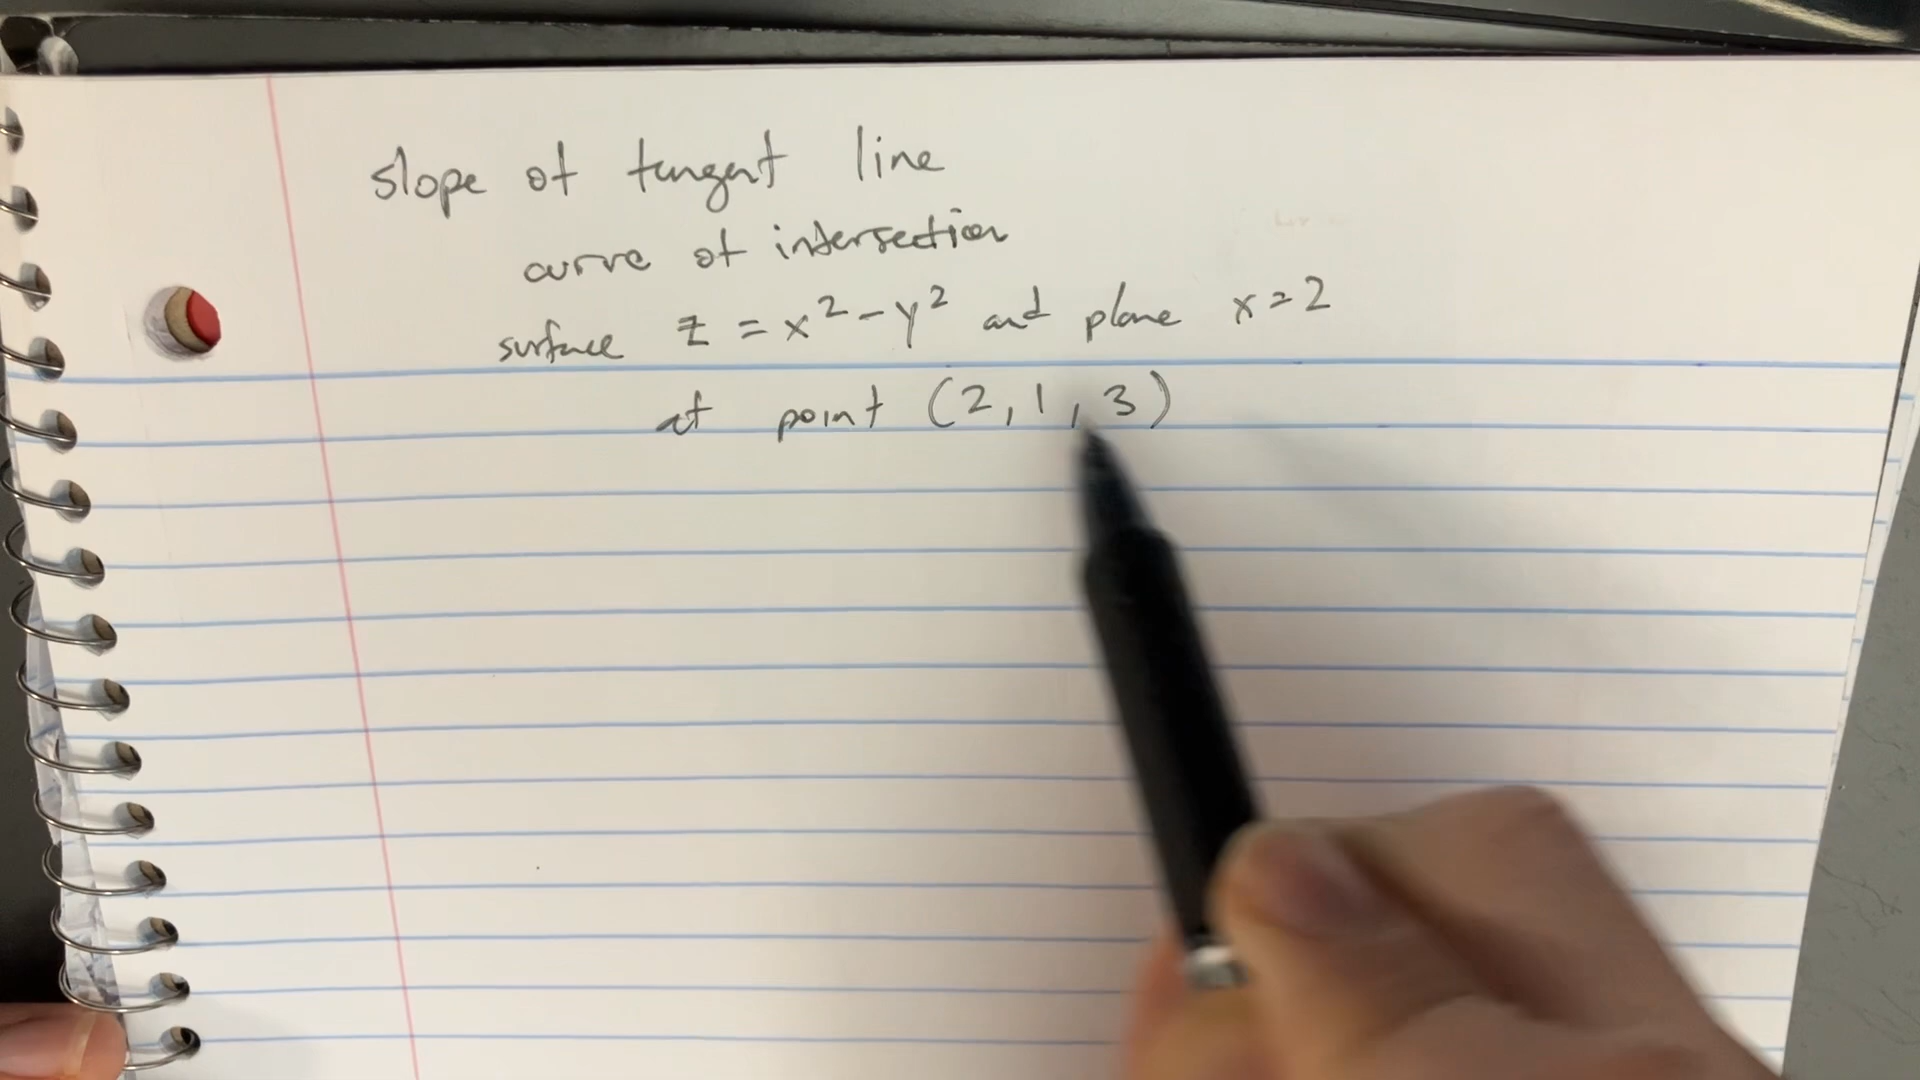 slope of tangent line
curve of intersection
surface z = x² - y² and plane x = 2
at point (2, 1, 3)